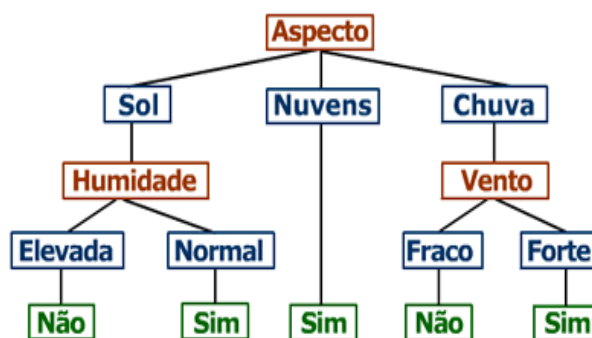 Aspecto
Sol Nuvens Chuva
Humidade Vento
Elevada Normal Fraco Forte
Não Sim Sim Não Sim